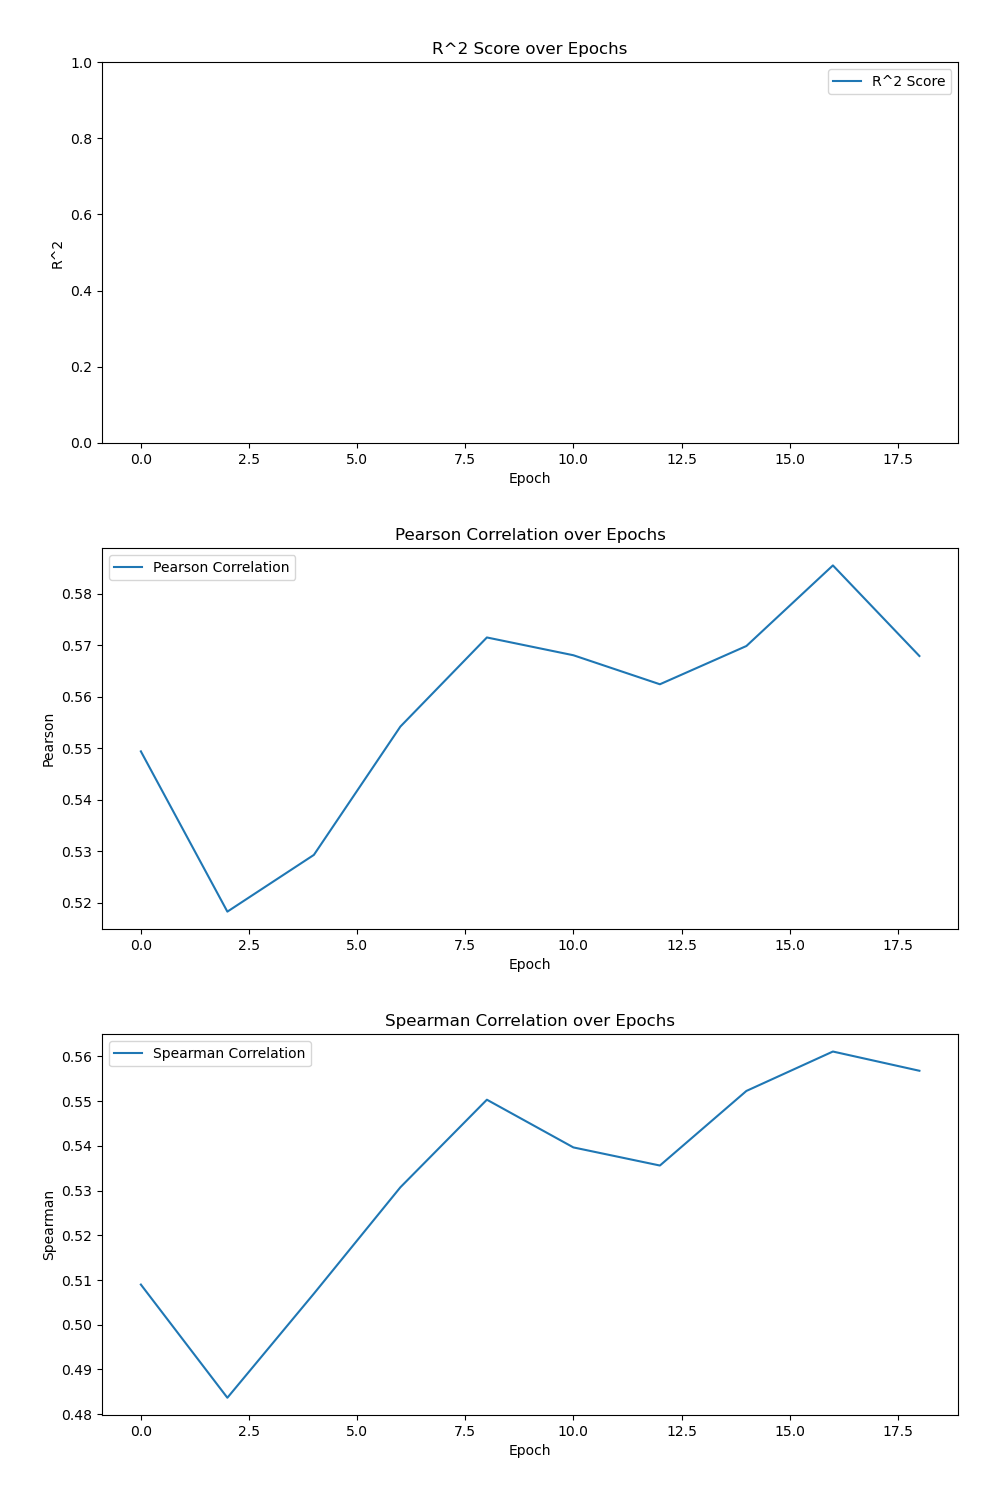 R^2 Score over Epochs
1.0
R^2 Score
0.8
0.6
R^2
0.4
0.2
0.0
0.0 2.5 5.0 7.5 10.0 12.5 15.0 17.5
Epoch
Pearson Correlation over Epochs
Pearson Correlation
0.58
0.57
0.56
Pearson
0.55
0.54
0.53
0.52
0.0 2.5 5.0 7.5 10.0 12.5 15.0 17.5
Epoch
Spearman Correlation over Epochs
Spearman Correlation
0.56
0.55
0.54
0.53
Spearman
0.52
0.51
0.50
0.49
0.48
0.0 2.5 5.0 7.5 10.0 12.5 15.0 17.5
Epoch